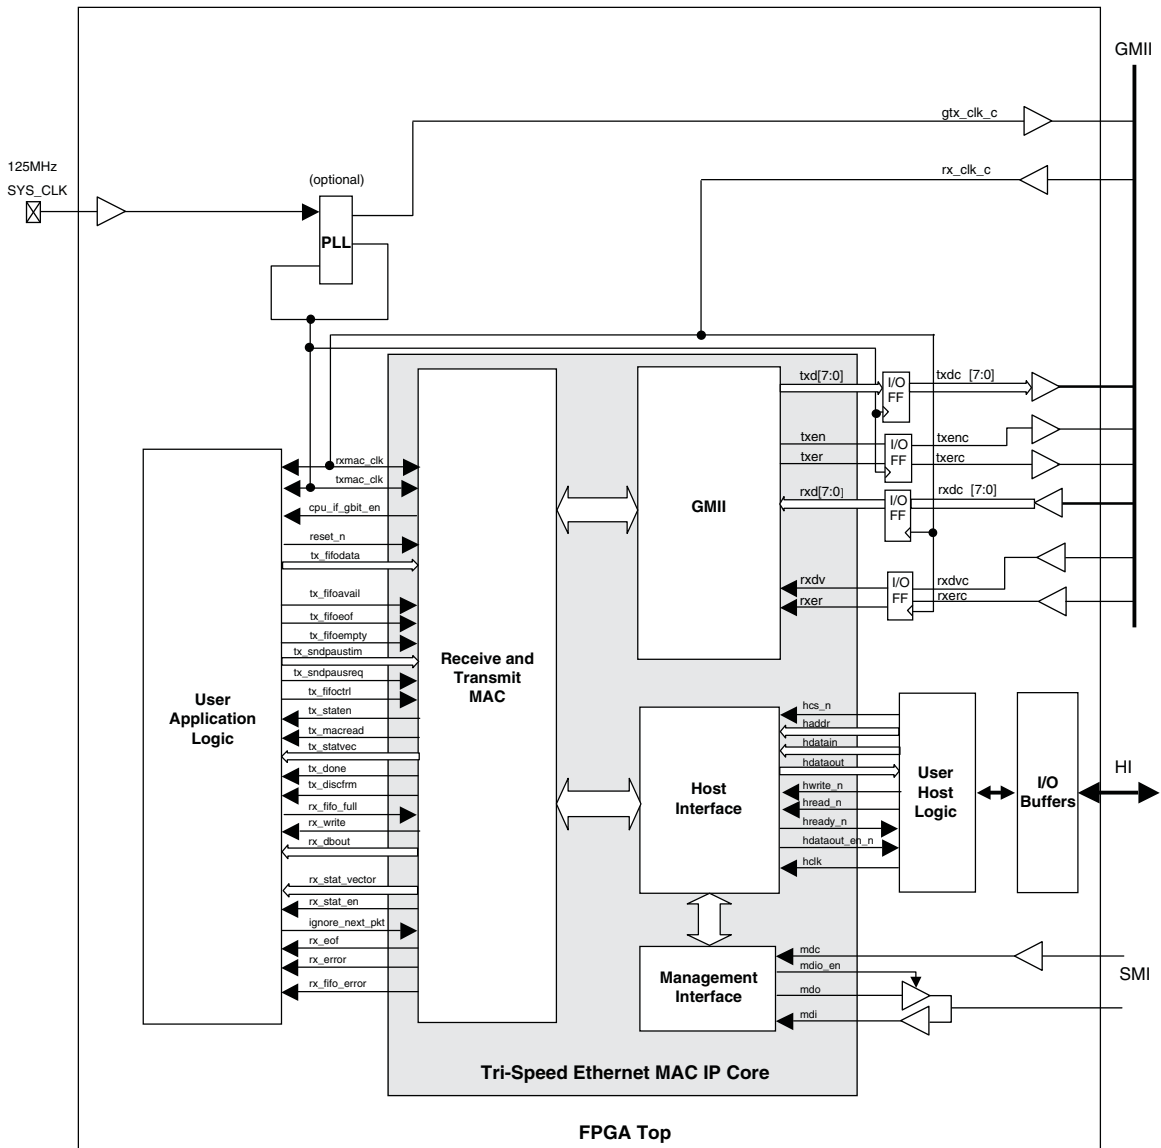 GMII
gtx_clk_c
125MHz
SYS_CLK
(optional)
rx_clk_c
PLL
txd[7:0]
I/O
FF
txdc [7:0]
txen
txer
I/O
FF
txenc
txerc
rxd[7:0]
I/O
FF
rxdc [7:0]
GMII
rxdv
rxer
I/O
FF
rxdvc
rxerc
rxmac_clk
txmac_clk
cpu_if_gbit_en
reset_n
tx_fifodata
tx_fifoavail
tx_fifoeof
tx_fifoempty
tx_sndpaustim
tx_sndpausreq
tx_fifoctrl
tx_staten
tx_macread
tx_statvec
tx_done
tx_discfrm
rx_fifo_full
rx_write
rx_dbout
rx_stat_vector
rx_stat_en
ignore_next_pkt
rx_eof
rx_error
rx_fifo_error
User
Application
Logic
Receive and
Transmit
MAC
Host
Interface
hcs_n
haddr
hdatain
hdataout
hwrite_n
hread_n
hready_n
hdataout_en_n
hclk
User
Host
Logic
I/O
Buffers
HI
Management
Interface
mdc
mdio_en
mdo
mdi
SMI
Tri-Speed Ethernet MAC IP Core
FPGA Top